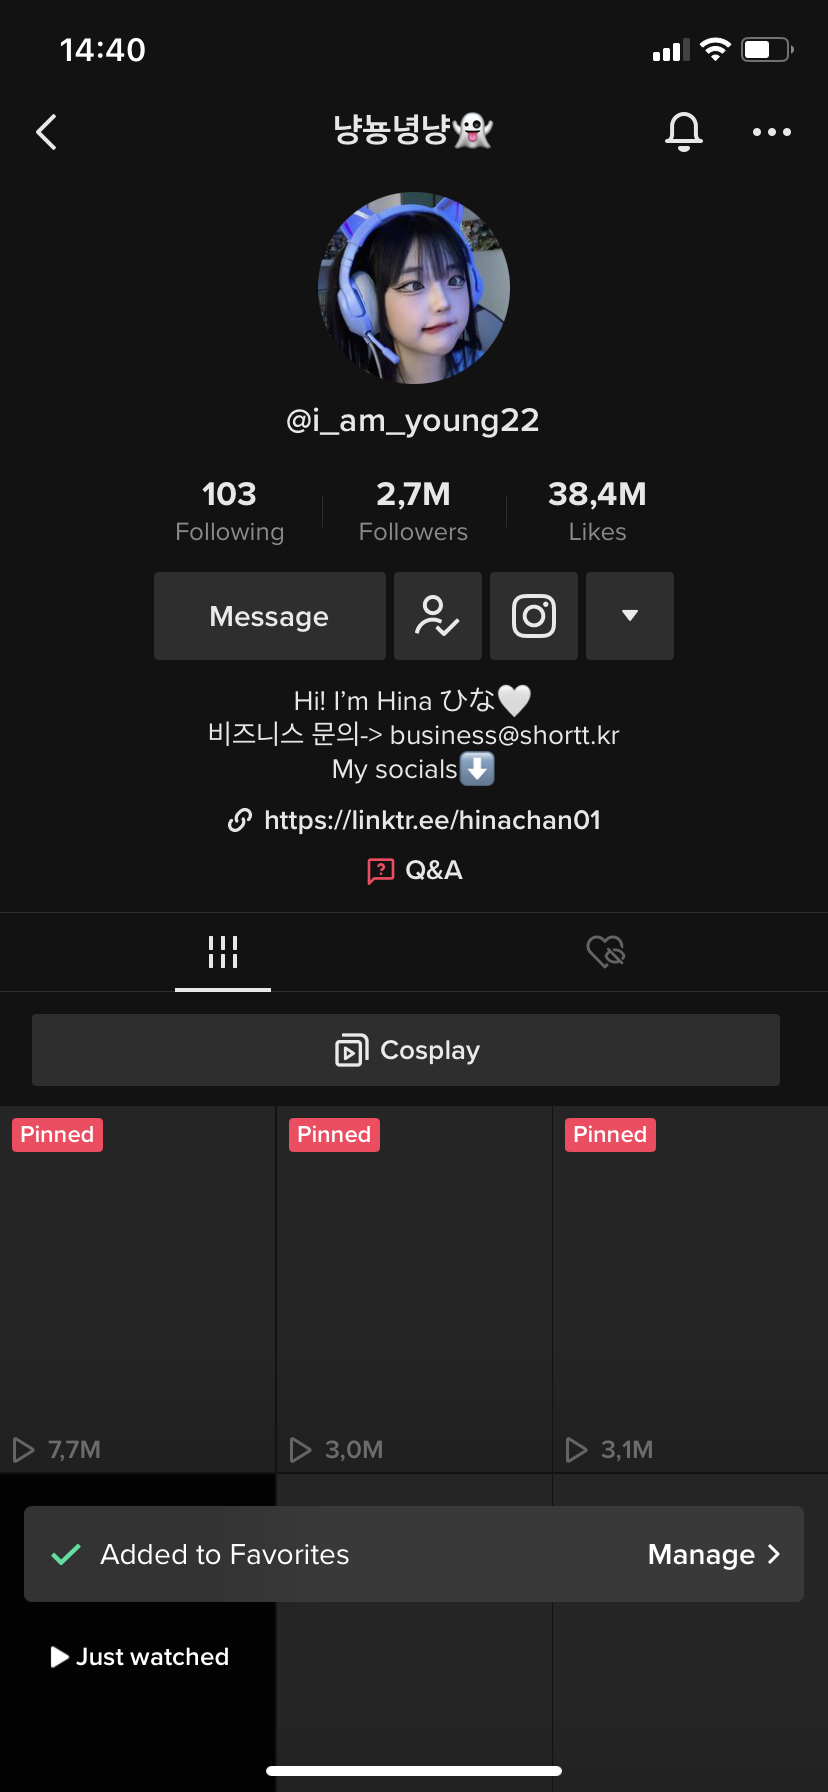 14:40
냥뇽녕냥👻
@i_am_young22
103 2,7M 38,4M
Following Followers Likes
Message
Hi! I'm Hina ひな🤍
비즈니스 문의-> business@shortt.kr
My socials⬇️
https://linktr.ee/hinachan01
Q&A
Cosplay
Pinned Pinned Pinned
7,7M 3,0M 3,1M
Added to Favorites Manage
Just watched